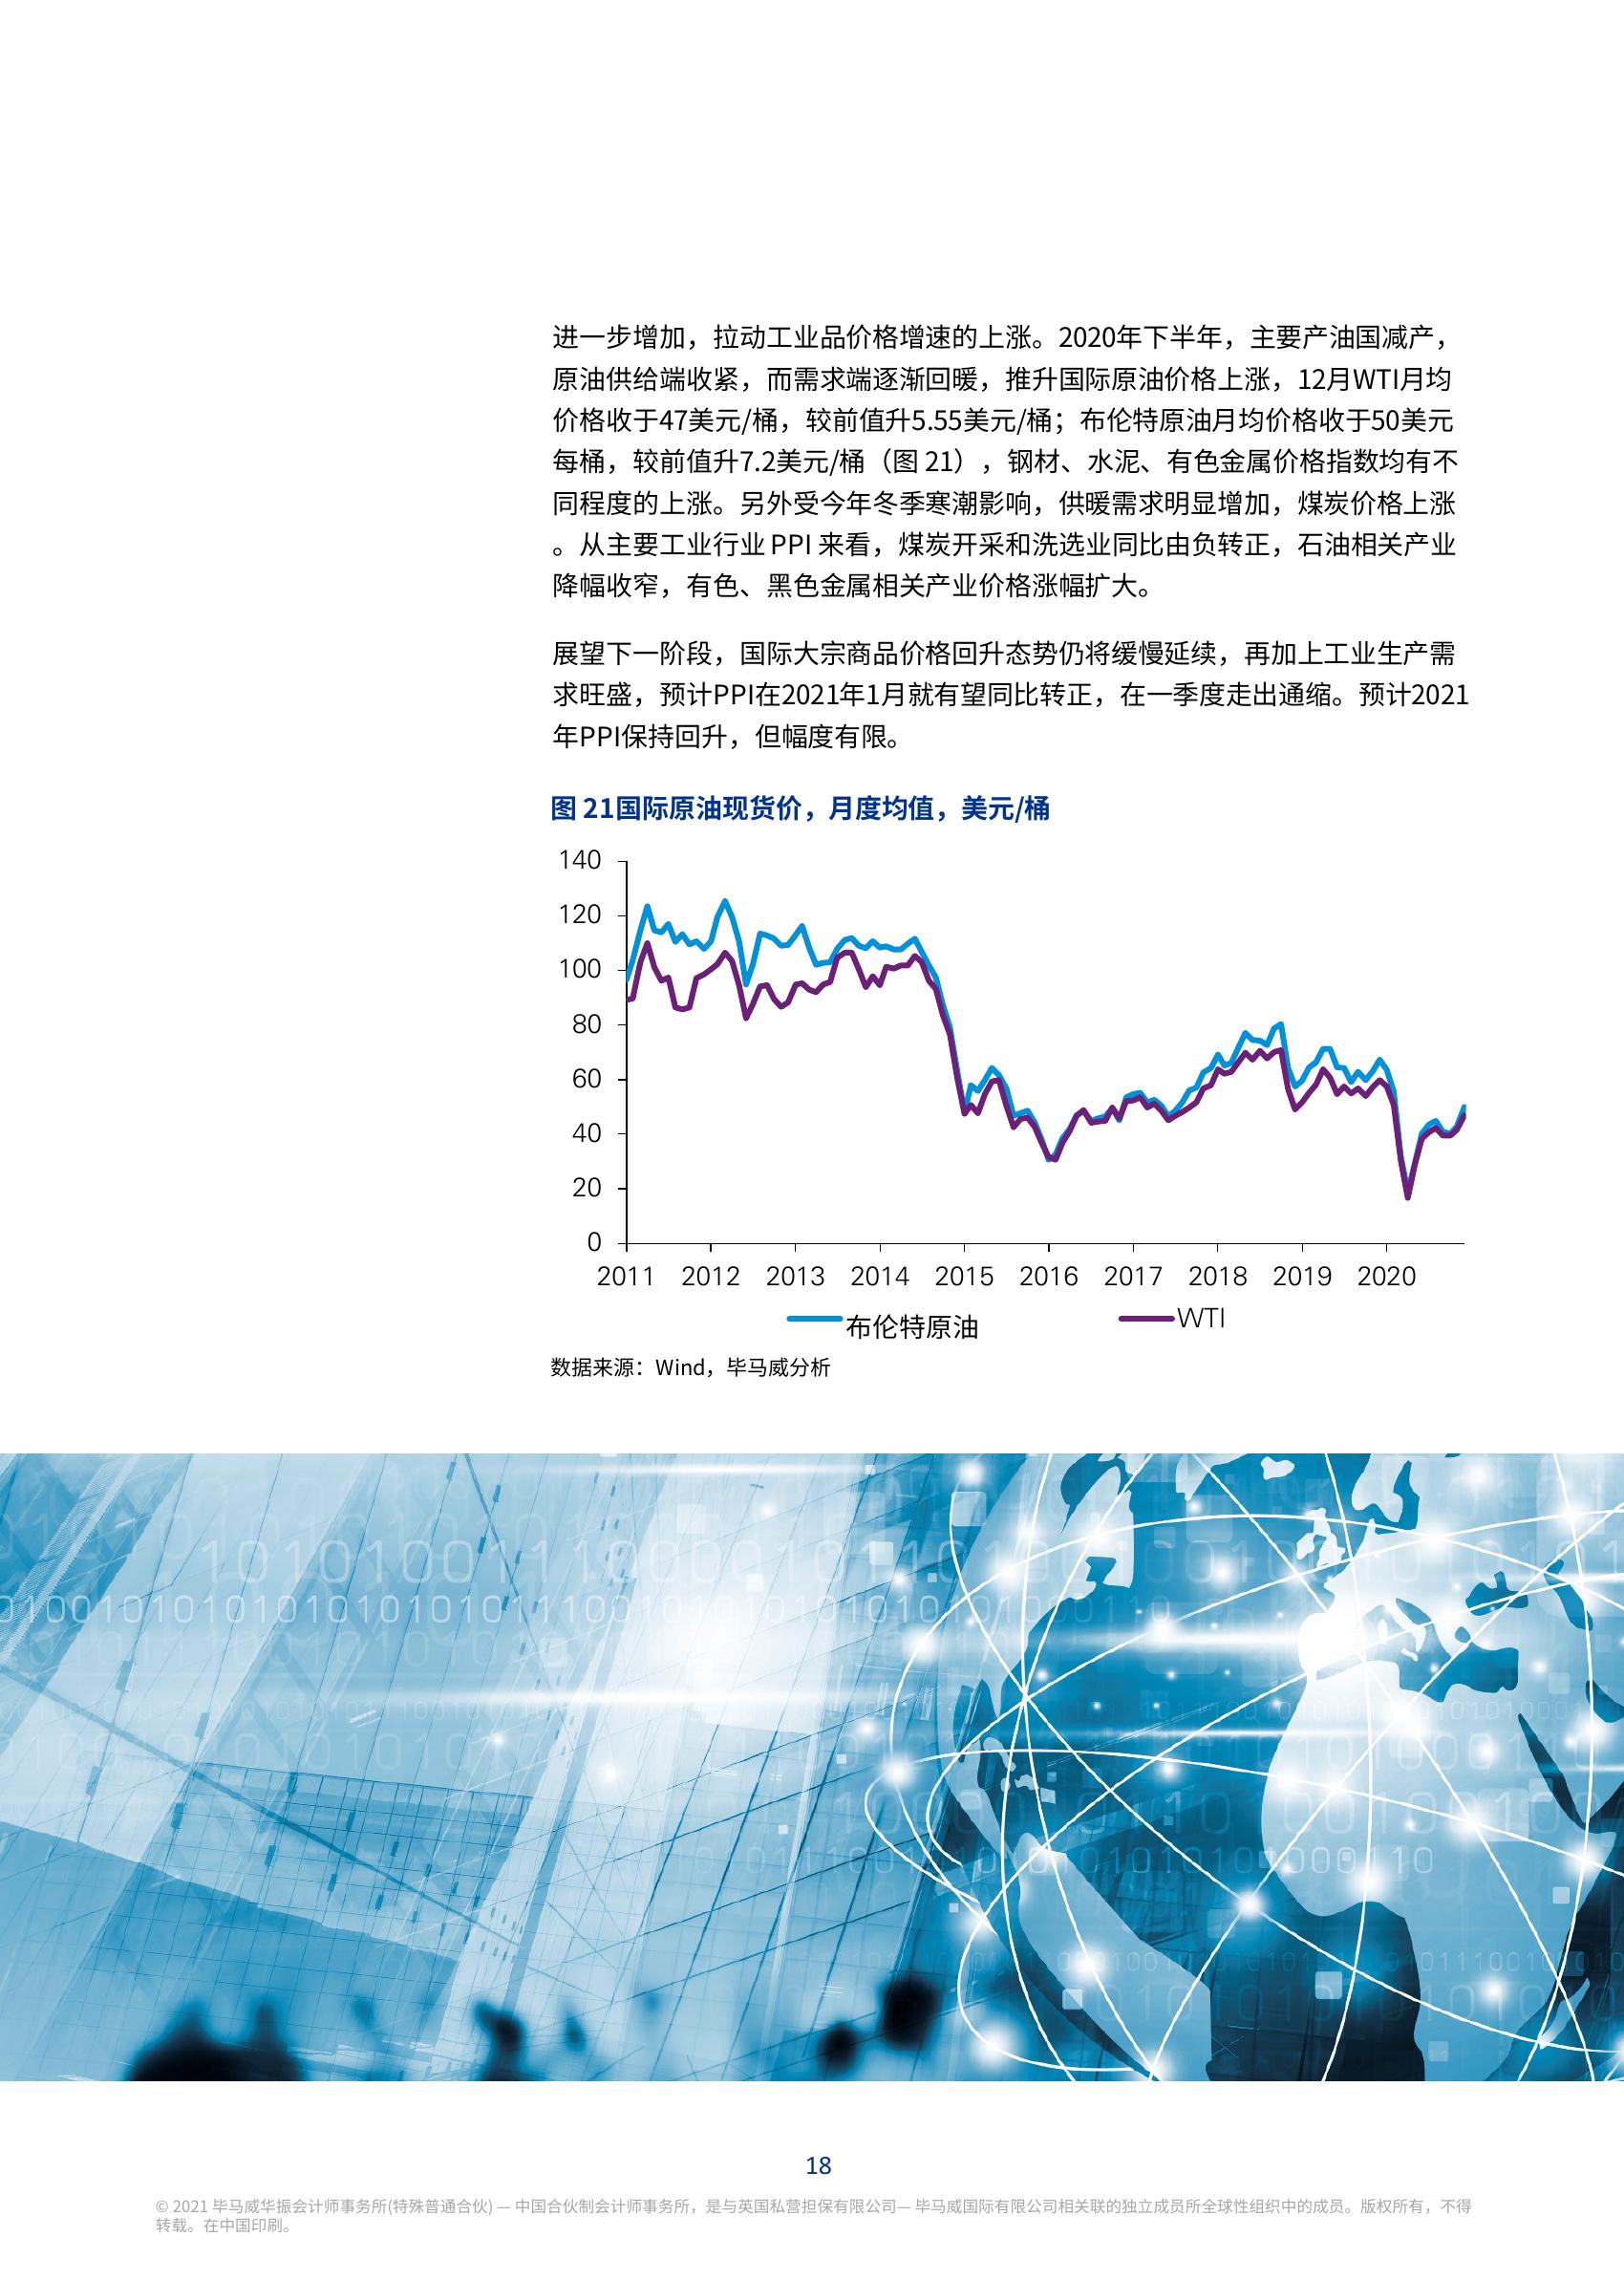 进一步增加，拉动工业品价格增速的上涨。2020年下半年，主要产油国减产，
原油供给端收紧，而需求端逐渐回暖，推升国际原油价格上涨，12月WTI月均
价格收于47美元/桶，较前值升5.55美元/桶；布伦特原油月均价格收于50美元
每桶，较前值升7.2美元/桶（图 21），钢材、水泥、有色金属价格指数均有不
同程度的上涨。另外受今年冬季寒潮影响，供暖需求明显增加，煤炭价格上涨
。从主要工业行业 PPI 来看，煤炭开采和洗选业同比由负转正，石油相关产业
降幅收窄，有色、黑色金属相关产业价格涨幅扩大。
展望下一阶段，国际大宗商品价格回升态势仍将缓慢延续，再加上工业生产需
求旺盛，预计PPI在2021年1月就有望同比转正，在一季度走出通缩。预计2021
年PPI保持回升，但幅度有限。
图 21国际原油现货价，月度均值，美元/桶
140
120
100
80
60
40
20
0
2011 2012 2013 2014 2015 2016 2017 2018 2019 2020
布伦特原油 WTI
数据来源：Wind，毕马威分析
18
© 2021 毕马威华振会计师事务所(特殊普通合伙) — 中国合伙制会计师事务所，是与英国私营担保有限公司— 毕马威国际有限公司相关联的独立成员所全球性组织中的成员。版权所有，不得
转载。在中国印刷。